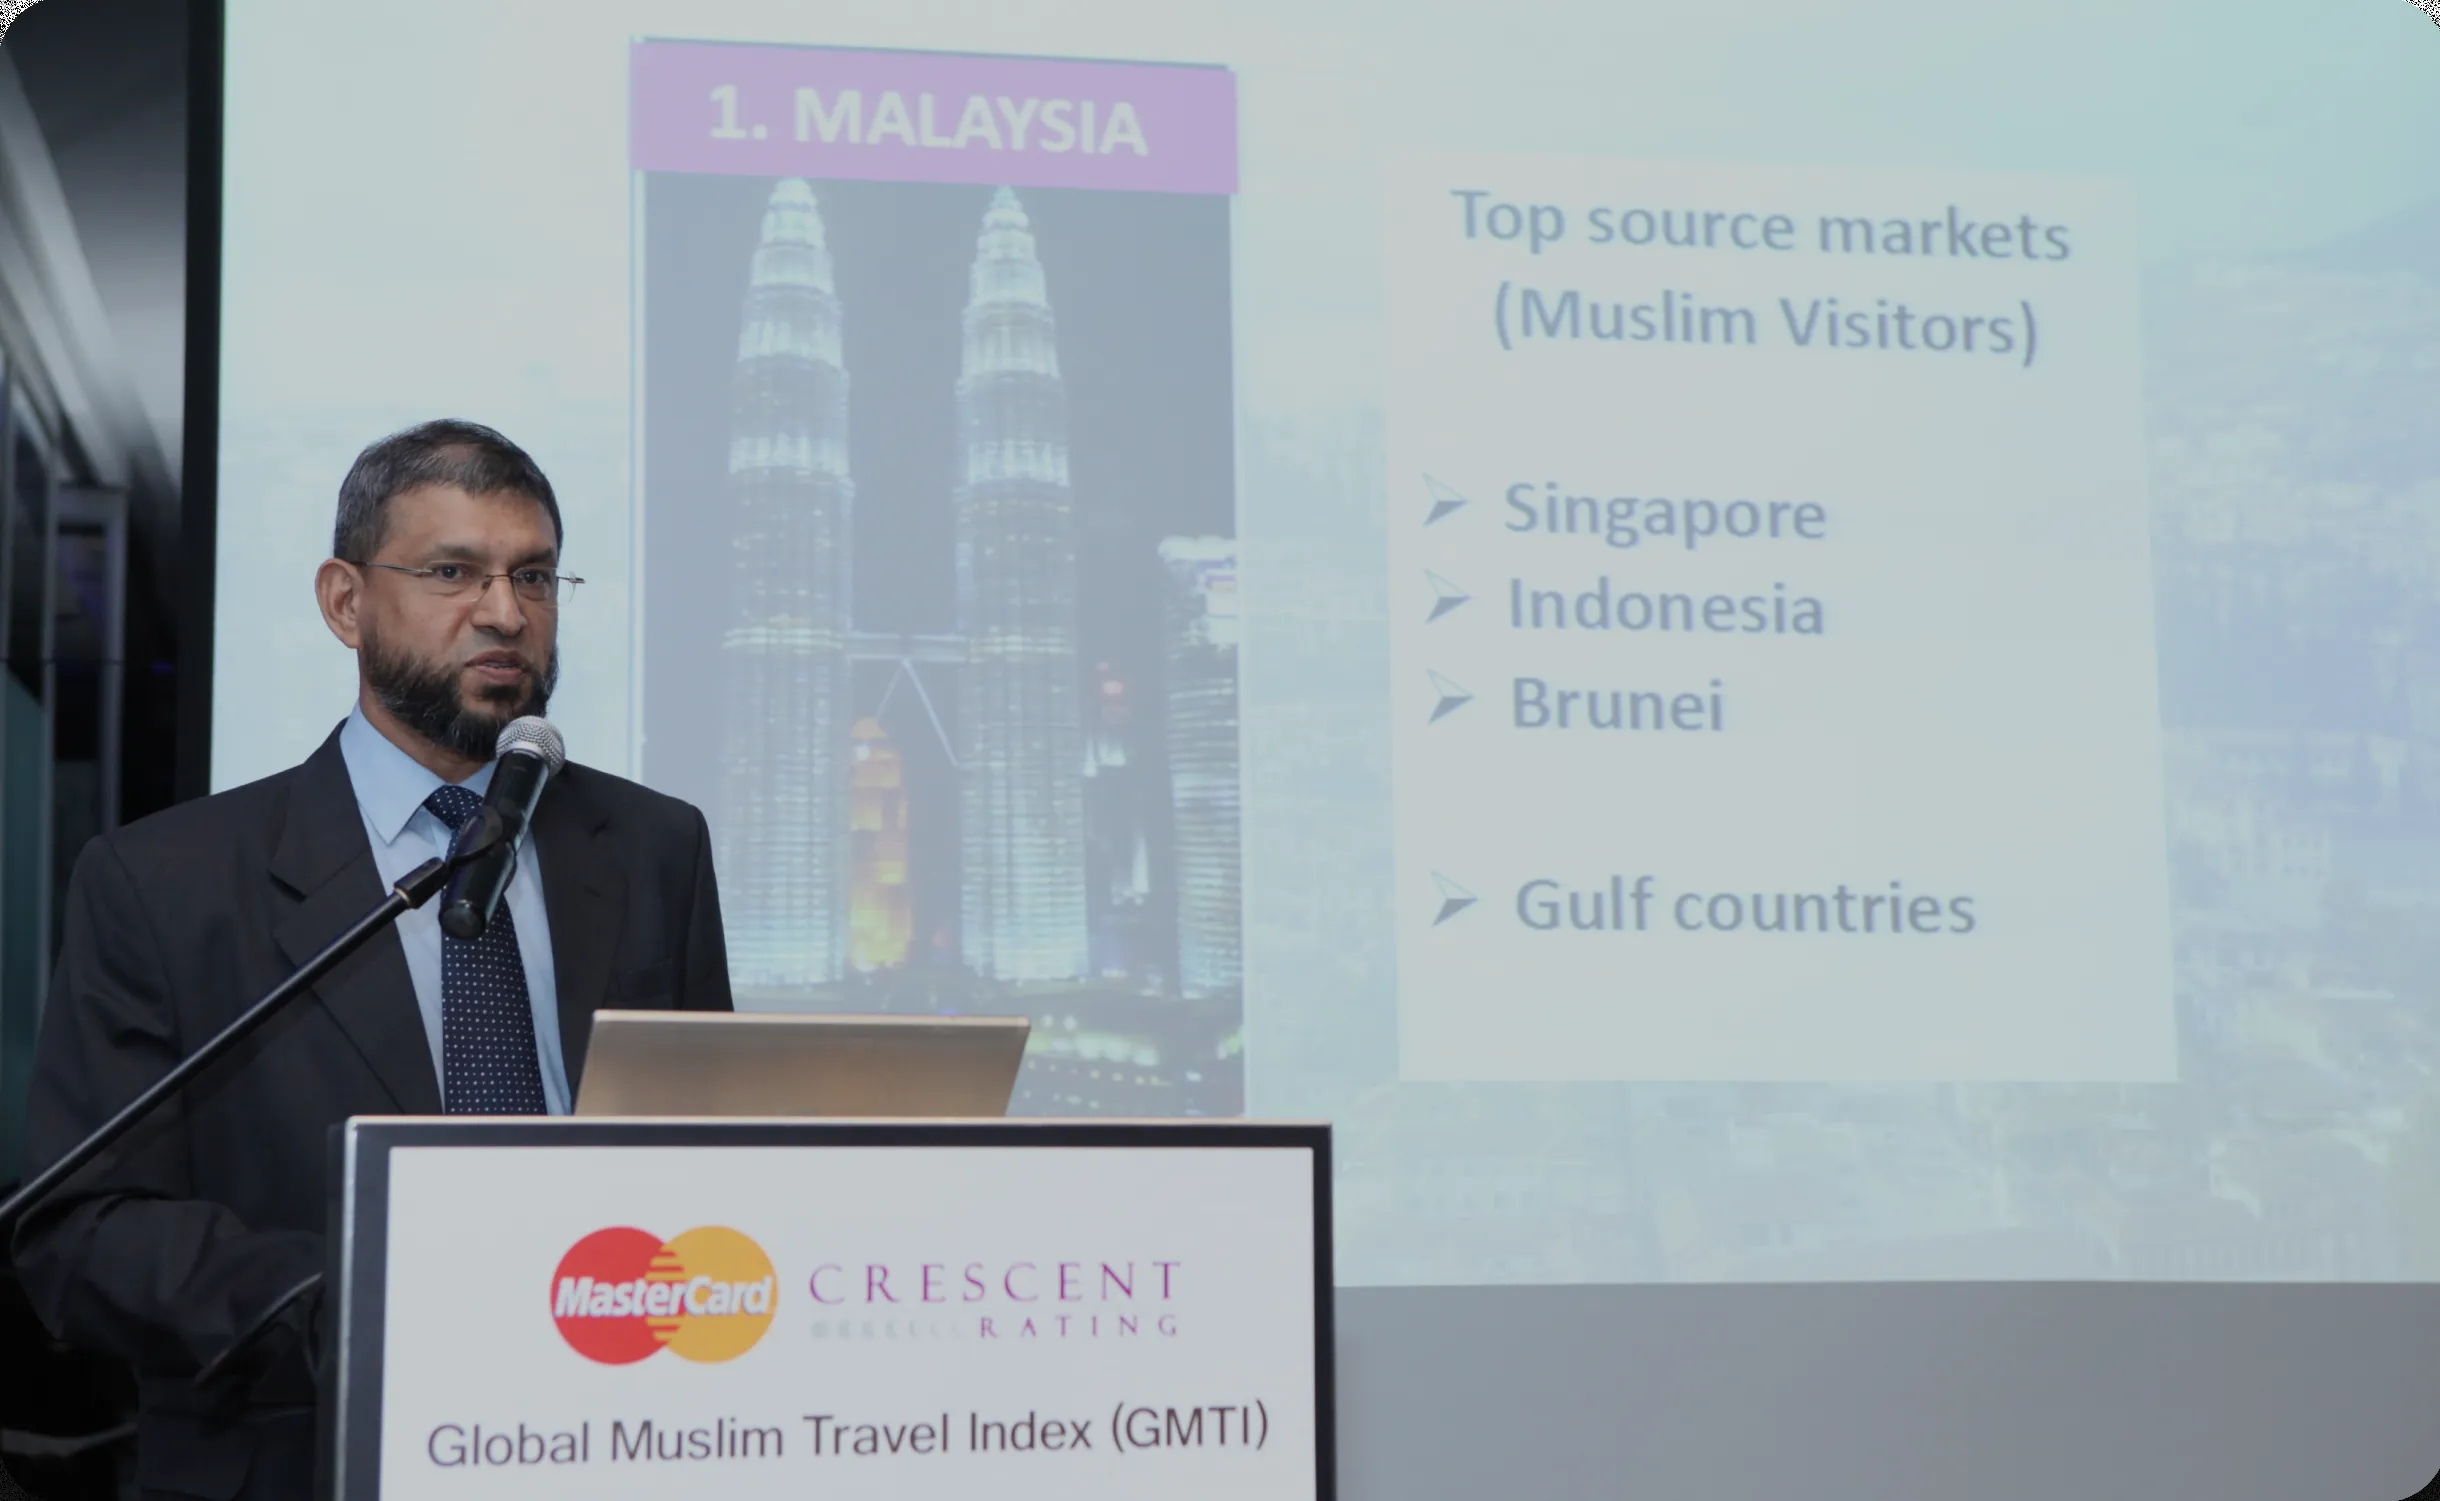 1. MALAYSIA
Top source markets
(Muslim Visitors)
➢ Singapore
➢ Indonesia
➢ Brunei
➢ Gulf countries
MasterCard
CRESCENT
RATING
Global Muslim Travel Index (GMTI)